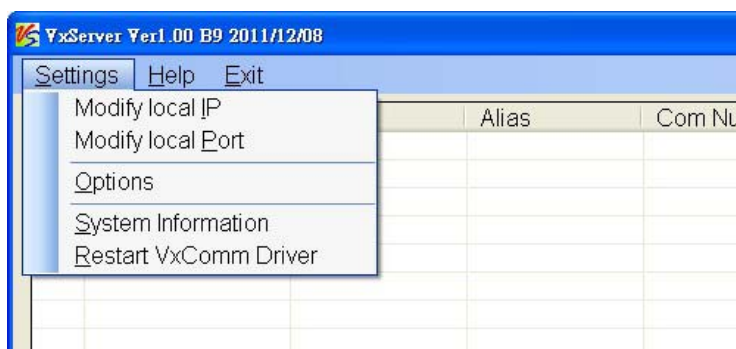 VxServer Ver1.00 B9 2011/12/08
Settings Help Exit
Modify local IP
Modify local Port
Options
System Information
Restart VxComm Driver
Alias Com Nu